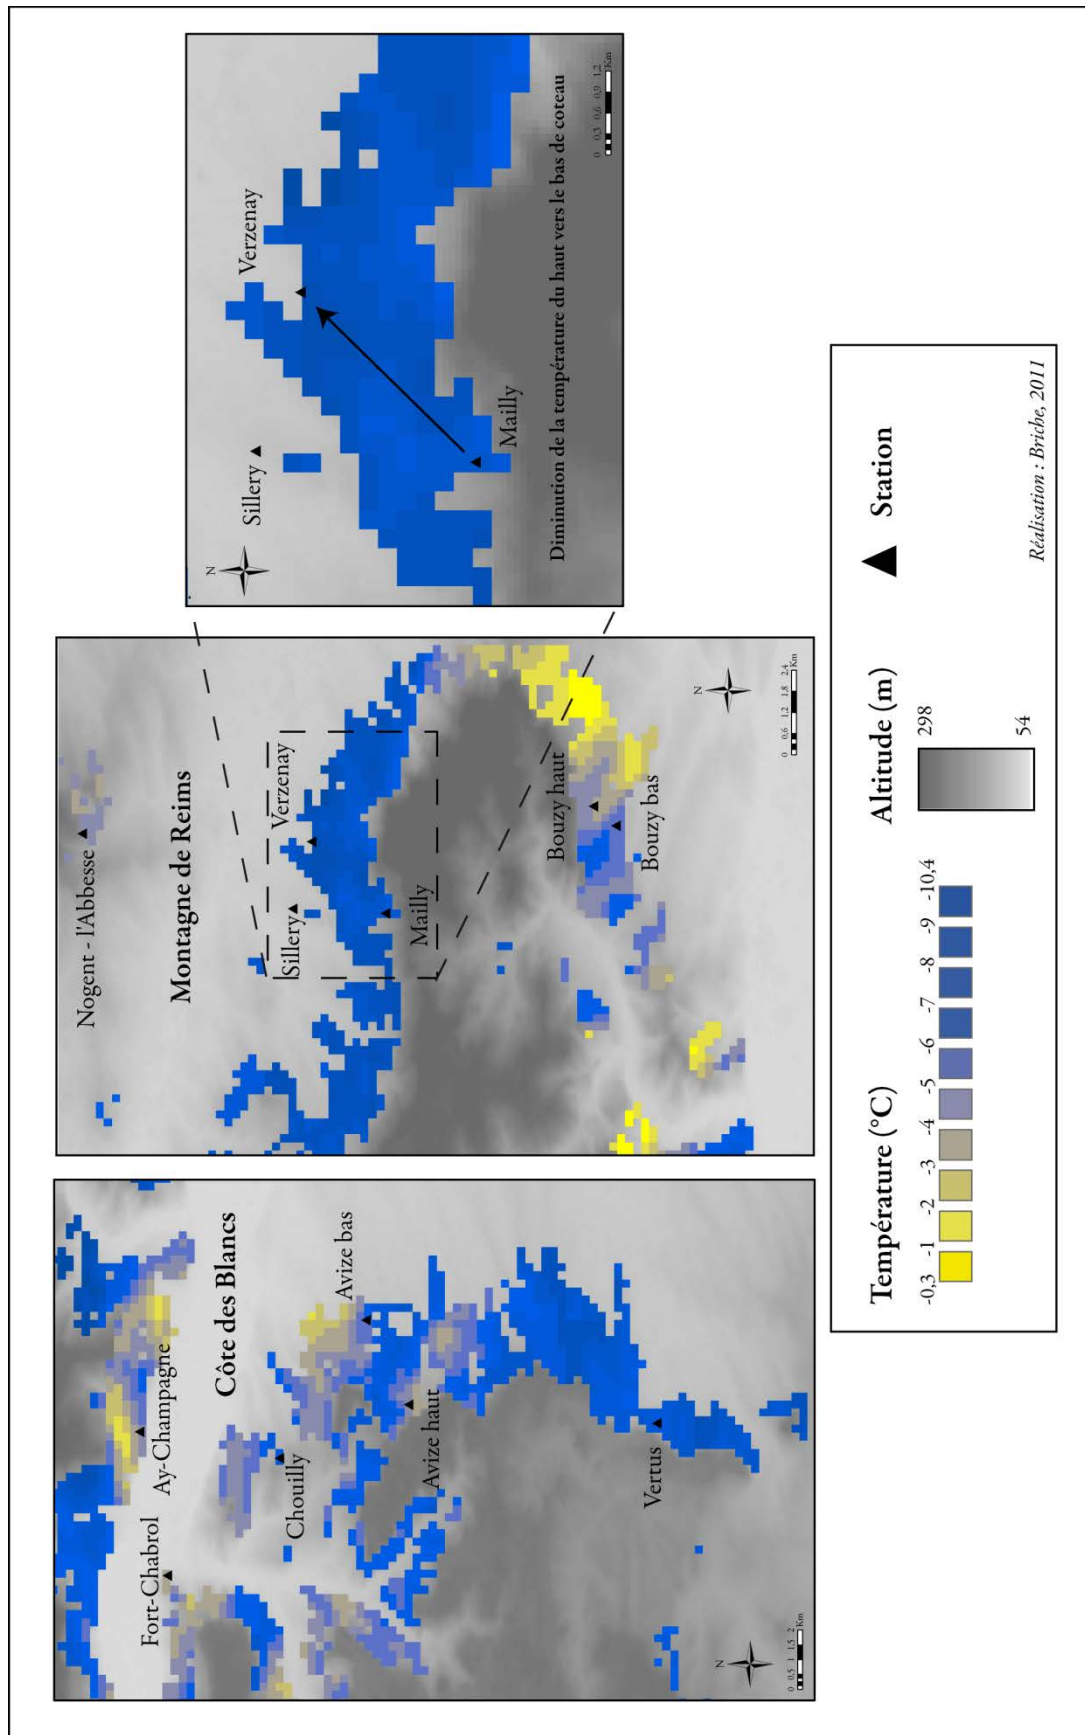 Côte des Blancs
Fort-Chabrol
Ay-Champagne
Chouilly
Avize bas
Avize haut
Vertus
N
0 0,5 1 1,5 2
Km
Montagne de Reims
Nogent - l'Abbesse
Sillery
Verzenay
Mailly
Bouzy haut
Bouzy bas
N
0 0,6 1,2 1,8 2,4
Km
N
Sillery
Verzenay
Mailly
Diminution de la température du haut vers le bas de coteau
0 0,3 0,6 0,9 1,2
Km
Température (°C)
-0,3 -1 -2 -3 -4 -5 -6 -7 -8 -9 -10,4
Altitude (m)
298
54
Station
Réalisation : Briche, 2011